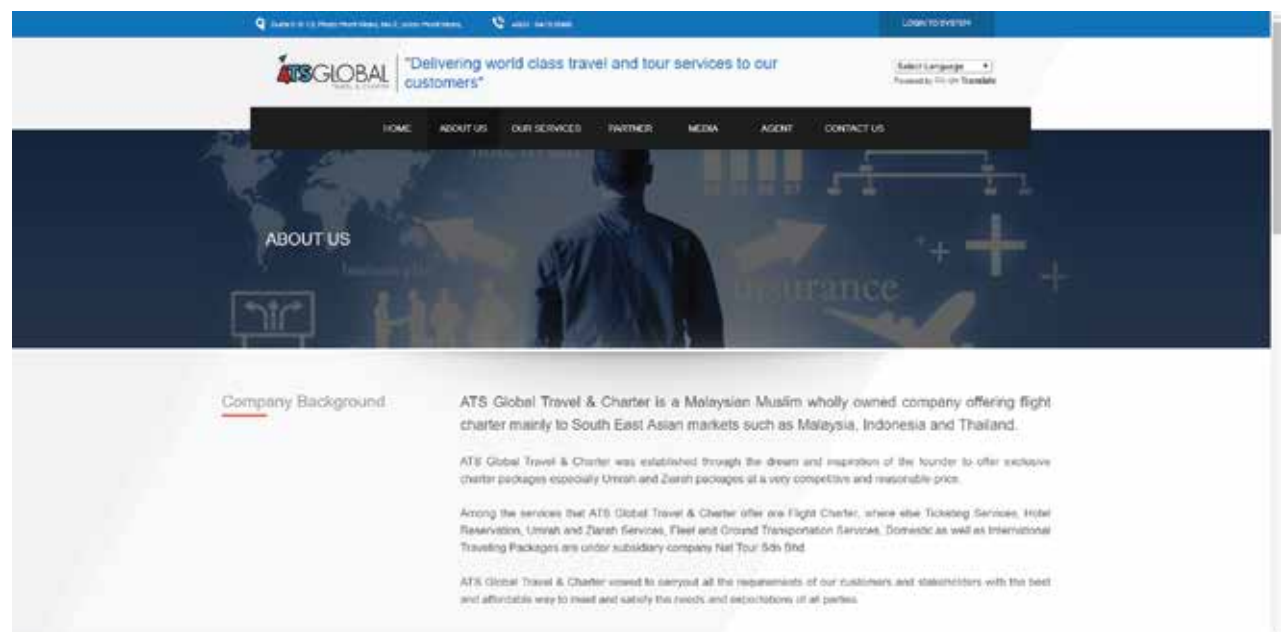 LOGIN TO SYSTEM
ATSGLOBAL
TRAVEL & CHARTER
"Delivering world class travel and tour services to our
customers"
Select Language
Powered by Translate
HOME ABOUT US OUR SERVICES PARTNER MEDIA AGENT CONTACT US
ABOUT US
insurance
Company Background
ATS Global Travel & Charter is a Malaysian Muslim wholly owned company offering flight
charter mainly to South East Asian markets such as Malaysia, Indonesia and Thailand.
ATS Global Travel & Charter was established through the dream and inspiration of the founder to offer exclusive
charter packages especially Umrah and Ziarah packages at a very competitive and reasonable price.
Among the services that ATS Global Travel & Charter offer are Flight Charter, where else Ticketing Services, Hotel
Reservation, Umrah and Ziarah Services, Fleet and Ground Transportation Services, Domestic as well as International
Traveling Packages are under subsidiary company Nat Tour Sdn Bhd
ATS Global Travel & Charter vowed to carryout all the requirements of our customers and stakeholders with the best
and affordable way to meet and satisfy the needs and expectations of all parties.